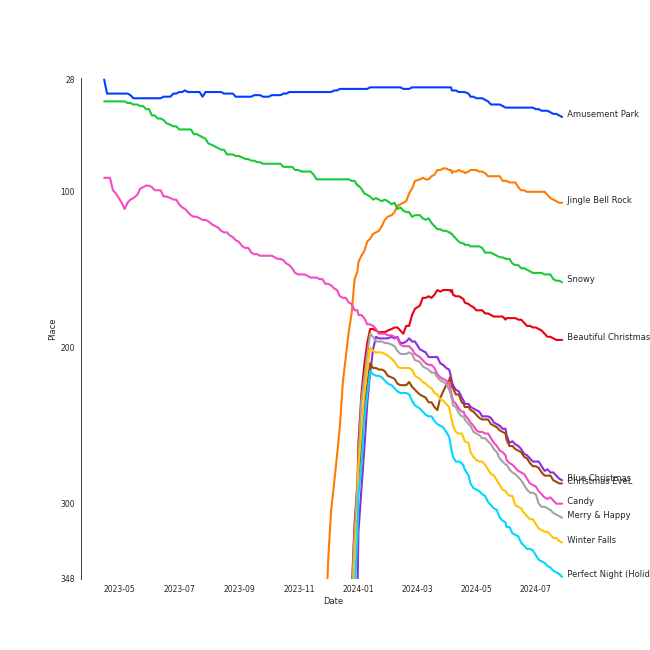 28
Amusement Park
100
Jingle Bell Rock
Snowy
Place
Beautiful Christmas
200
Blue Christmas
Candy
300
Merry & Happy
Winter Falls
Perfect Night (Holid
348
2023-05
2023-07
2023-09
2023-11
2024-01
2024-03
2024-05
2024-07
Date